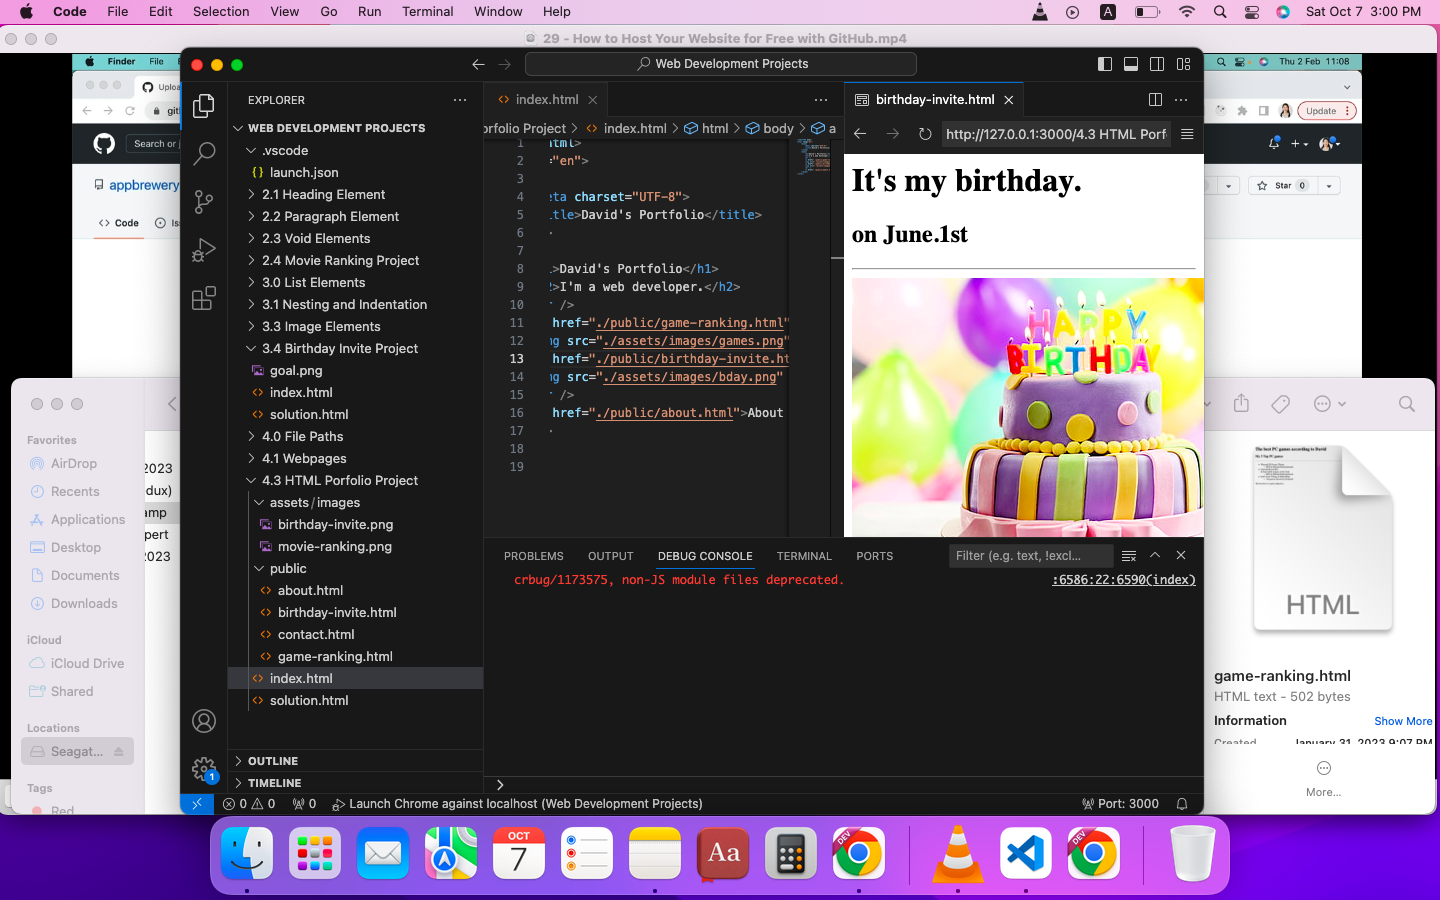 Code File Edit Selection View Go Run Terminal Window Help
A
Sat Oct 7 3:00 PM
29 - How to Host Your Website for Free with GitHub.mp4
Finder File
Thu 2 Feb 11:08
Update
Search or
appbrewery
Code
Star 0
Favorites
AirDrop
Recents
Applications
Desktop
Documents
Downloads
iCloud
iCloud Drive
Shared
Locations
Seagat...
Tags
Red
2023
dux)
amp
pert
2023
Web Development Projects
EXPLORER
WEB DEVELOPMENT PROJECTS
.vscode
{} launch.json
2.1 Heading Element
2.2 Paragraph Element
2.3 Void Elements
2.4 Movie Ranking Project
3.0 List Elements
3.1 Nesting and Indentation
3.3 Image Elements
3.4 Birthday Invite Project
goal.png
index.html
solution.html
4.0 File Paths
4.1 Webpages
4.3 HTML Porfolio Project
assets/images
birthday-invite.png
movie-ranking.png
public
about.html
birthday-invite.html
contact.html
game-ranking.html
index.html
solution.html
OUTLINE
TIMELINE
1
index.html
orfolio Project > index.html > html > body > a
1 html>
2 ="en">
3
4 eta charset="UTF-8">
5 tle>David's Portfolio</title>
6
7
8 >David's Portfolio</h1>
9 2>I'm a web developer.</h2>
10 />
11 href="./public/game-ranking.html"
12 ng src="./assets/images/games.png"
13 href="./public/birthday-invite.ht
14 ng src="./assets/images/bday.png"
15 />
16 href="./public/about.html">About
17
18
19
birthday-invite.html
http://127.0.0.1:3000/4.3 HTML Porf
It's my birthday.
on June.1st
HAPPY
BIRTHDAY
PROBLEMS OUTPUT DEBUG CONSOLE TERMINAL PORTS
Filter (e.g. text, !excl...
crbug/1173575, non-JS module files deprecated.
:6586:22:6590(index)
0 0 0 Launch Chrome against localhost (Web Development Projects)
Port: 3000
HTML
game-ranking.html
HTML text - 502 bytes
Information
Show More
Created January 31, 2023 9:07 PM
More...
OCT
7
Aa
DEV
DEV